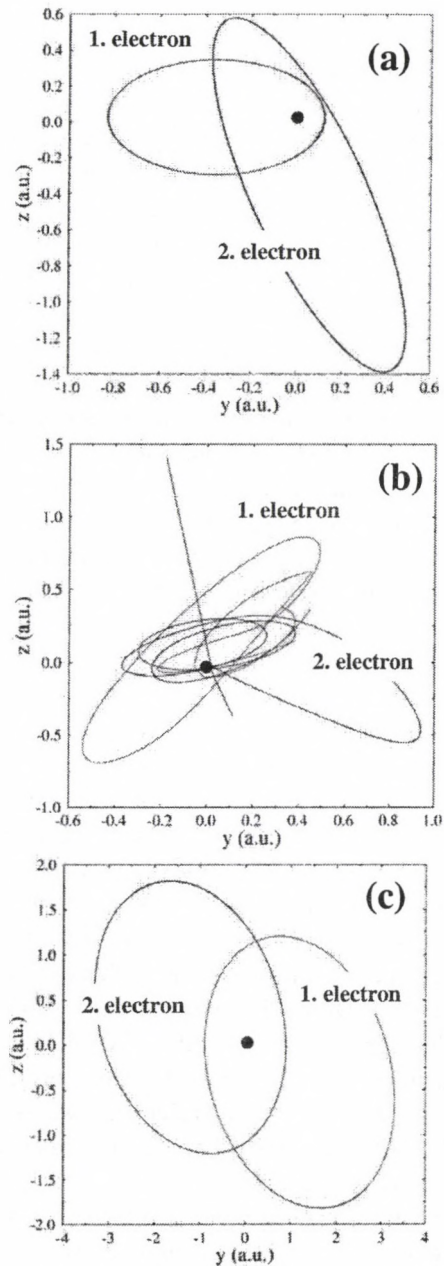 0.6
1. electron
(a)
0.4
0.2
0.0
-0.2
z (a.u.)
-0.4
-0.6
2. electron
-0.8
-1.0
-1.2
-1.4
-1.0 -0.8 -0.6 -0.4 -0.2 0.0 0.2 0.4 0.6
y (a.u.)
1.5
(b)
1. electron
1.0
0.5
z (a.u.)
0.0
2. electron
-0.5
-1.0
-0.6 -0.4 -0.2 0.0 0.2 0.4 0.6 0.8 1.0
y (a.u.)
2.0
(c)
1.5
1.0
2. electron
1. electron
0.5
z (a.u.)
0.0
-0.5
-1.0
-1.5
-2.0
-4 -3 -2 -1 0 1 2 3 4
y (a.u.)